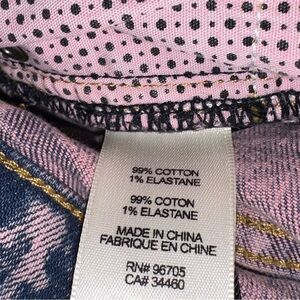 99% COTTON
1% ELASTANE
99% COTON
1% ELASTANE
MADE IN CHINA
FABRIQUE EN CHINE
RN# 96705
CA# 34460